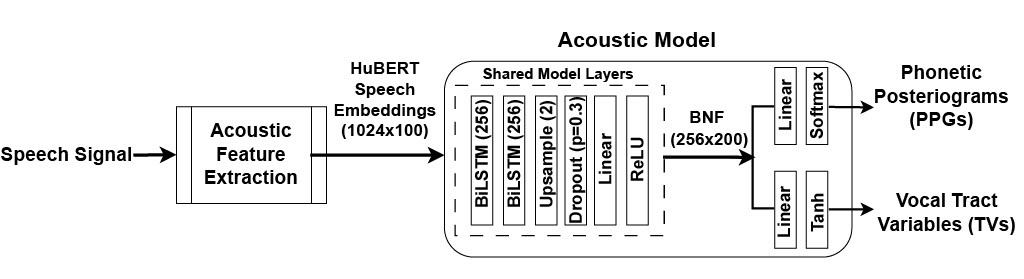 Acoustic Model
Speech Signal
Acoustic
Feature
Extraction
HuBERT
Speech
Embeddings
(1024x100)
Shared Model Layers
BiLSTM (256)
BiLSTM (256)
Upsample (2)
Dropout (p=0.3)
Linear
ReLU
BNF
(256x200)
Linear
Softmax
Phonetic
Posteriograms
(PPGs)
Linear
Tanh
Vocal Tract
Variables (TVs)